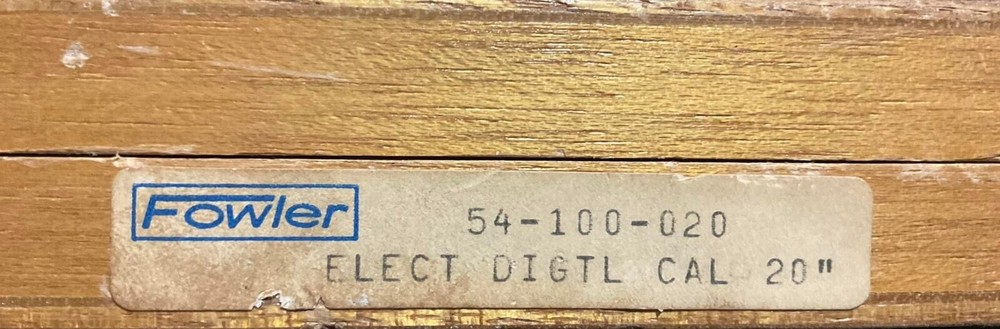 Fowler 54-100-020
ELECT DIGTL CAL 20"